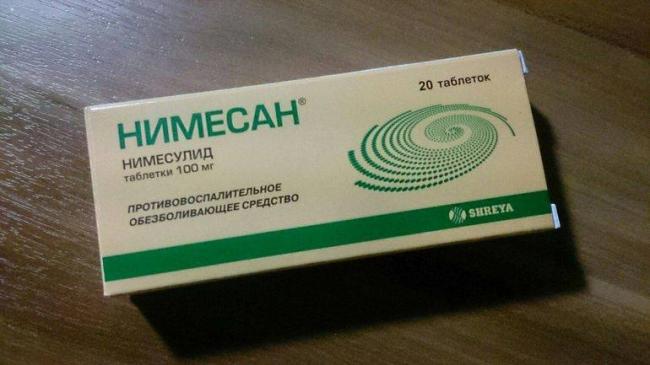 20 таблеток
НИМЕСАН®
НИМЕСУЛИД
таблетки 100 мг
ПРОТИВОВОСПАЛИТЕЛЬНОЕ
ОБЕЗБОЛИВАЮЩЕЕ СРЕДСТВО
SHREYA